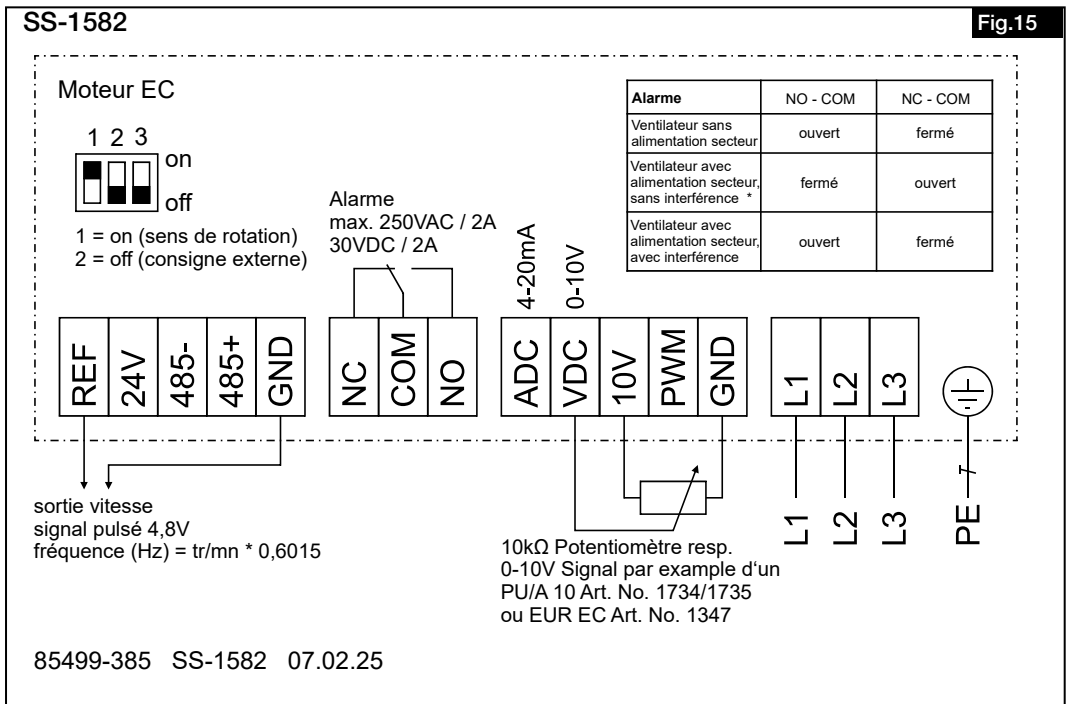 SS-1582
Fig.15
Moteur EC
1 2 3
on
off
1 = on (sens de rotation)
2 = off (consigne externe)
Alarme
max. 250VAC / 2A
30VDC / 2A
Alarme NO - COM NC - COM
Ventilateur sans
alimentation secteur
ouvert fermé
Ventilateur avec
alimentation secteur,
sans interférence *
fermé ouvert
Ventilateur avec
alimentation secteur,
avec interférence
ouvert fermé
4-20mA
0-10V
REF
24V
485-
485+
GND
NC
COM
NO
ADC
VDC
10V
PWM
GND
L1
L2
L3
L1
L2
L3
PE
sortie vitesse
signal pulsé 4,8V
fréquence (Hz) = tr/mn * 0,6015
10kΩ Potentiomètre resp.
0-10V Signal par example d‘un
PU/A 10 Art. No. 1734/1735
ou EUR EC Art. No. 1347
85499-385 SS-1582 07.02.25